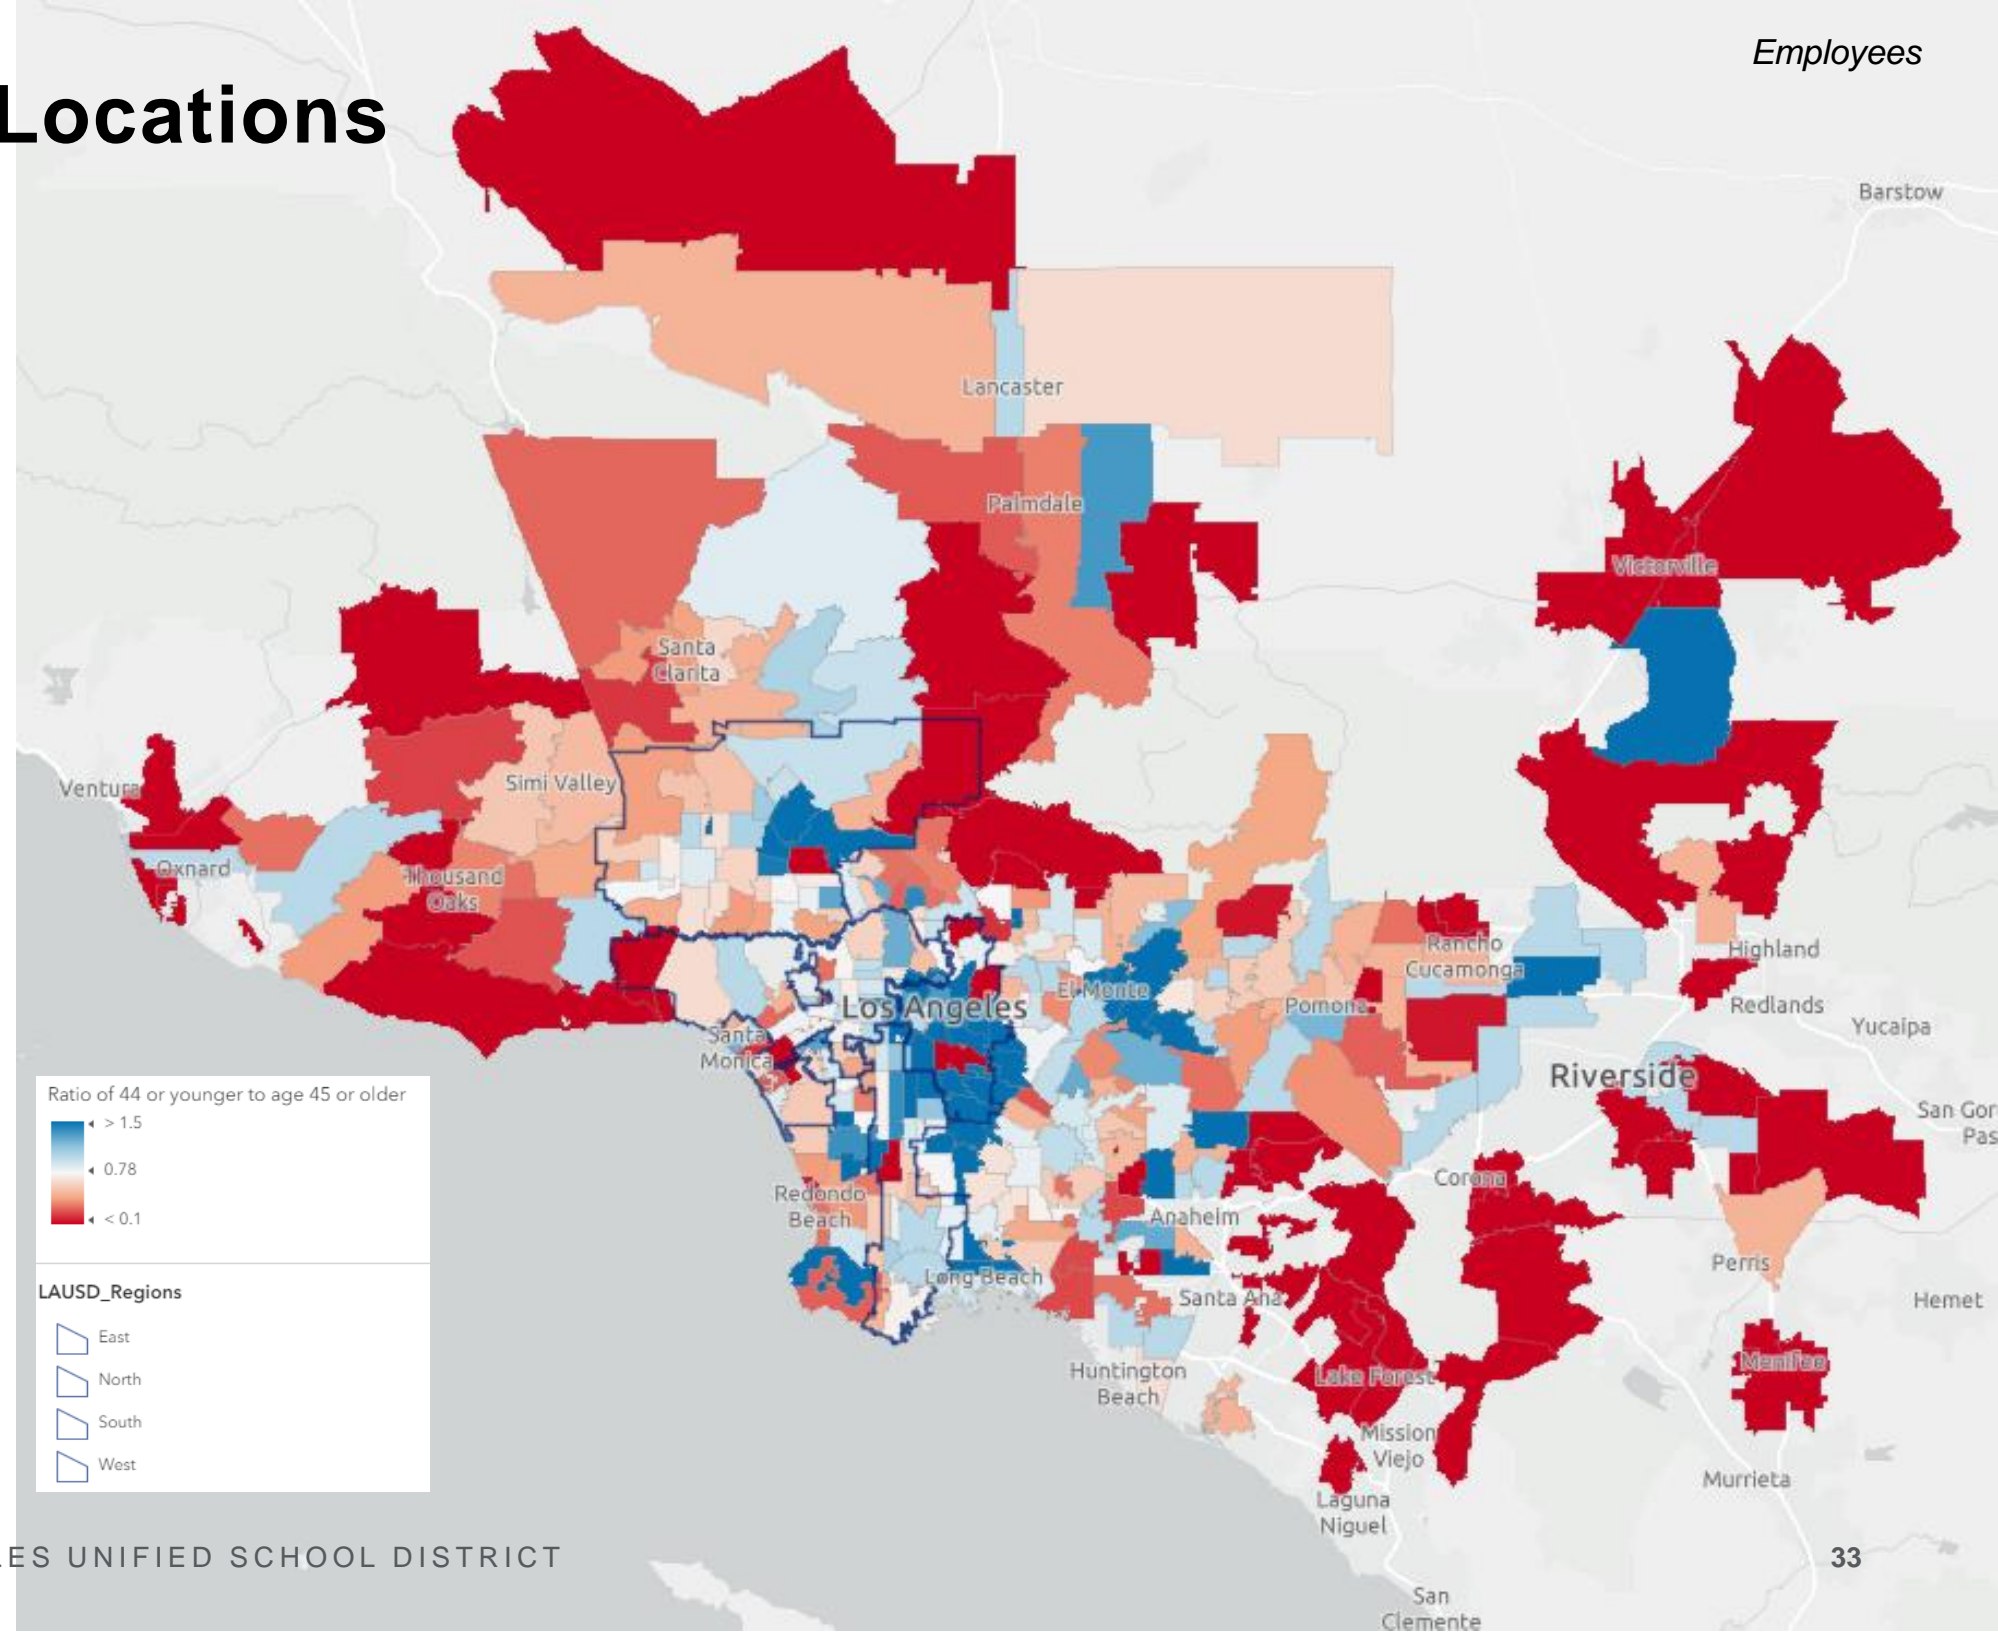 Employees
Locations
Barstow
Lancaster
Palmdale
Victorville
Santa
Clarita
Ventura
Simi Valley
Oxnard
Thousand
Oaks
Rancho
Cucamonga
Highland
Los Angeles
El Monte
Pomona
Redlands
Yucaipa
Santa
Monica
Riverside
San Gor
Pas
Corona
Redondo
Beach
Anaheim
Perris
Long Beach
Santa Ana
Hemet
Huntington
Beach
Lake Forest
Menifee
Mission
Viejo
Murrieta
Laguna
Niguel
San
Clemente
Ratio of 44 or younger to age 45 or older
> 1.5
0.78
< 0.1
LAUSD_Regions
East
North
South
West
ES UNIFIED SCHOOL DISTRICT
33